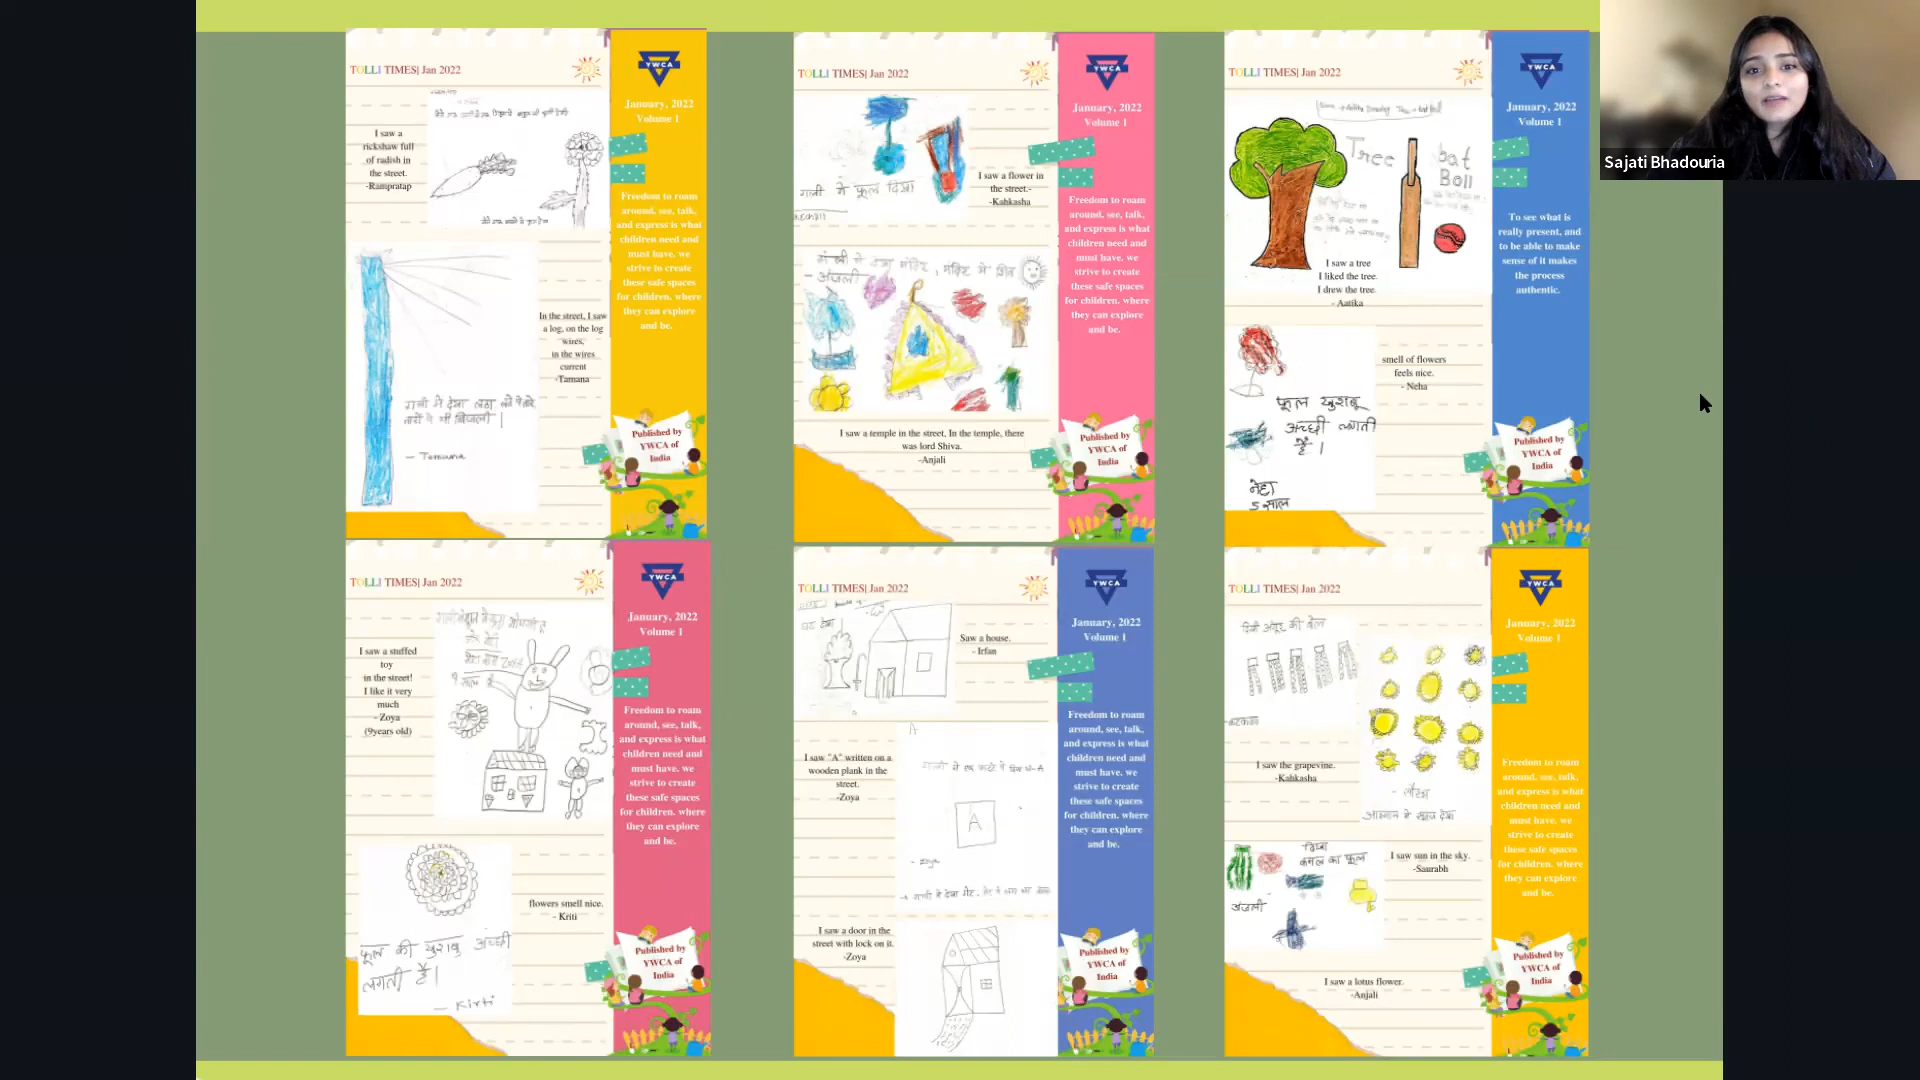 TOLLI TIMES| Jan 2022
I saw a
rickshaw full
of radish in
the street.
-Rampratap
In the street, I saw
a log, on the log
wires,
in the wires
current
-Tamana
गली में देखा लठा लठे पे तारे,
तारों पे थी बिजली |
- Tamana
YWCA
January, 2022
Volume 1
Freedom to roam
around, see, talk,
and express is what
children need and
must have. we
strive to create
these safe spaces
for children. where
they can explore
and be.
Published by
YWCA of
India
TOLLI TIMES| Jan 2022
गली में फूल दिखा
I saw a flower in
the street.-
-Kahkasha
अंजली
I saw a temple in the street, In the temple, there
was lord Shiva.
-Anjali
YWCA
January, 2022
Volume 1
Freedom to roam
around, see, talk,
and express is what
children need and
must have. we
strive to create
these safe spaces
for children. where
they can explore
and be.
Published by
YWCA of
India
TOLLI TIMES| Jan 2022
Tree
bat
Boll
I saw a tree
I liked the tree.
I drew the tree.
- Aatika
smell of flowers
feels nice.
- Neha
फूल खुशबू
अच्छी लगती
है |
नेहा
5 साल
YWCA
January, 2022
Volume 1
To see what is
really present, and
to be able to make
sense of it makes
the process
authentic.
Published by
YWCA of
India
Sajati Bhadouria
TOLLI TIMES| Jan 2022
I saw a stuffed
toy
in the street!
I like it very
much
- Zoya
(9years old)
flowers smell nice.
- Kriti
फूल की खुशबू अच्छी
लगती है |
- Kirti
YWCA
January, 2022
Volume 1
Freedom to roam
around, see, talk,
and express is what
children need and
must have. we
strive to create
these safe spaces
for children. where
they can explore
and be.
Published by
YWCA of
India
TOLLI TIMES| Jan 2022
घर देखा |
Saw a house.
- Irfan
I saw "A" written on a
wooden plank in the
street.
-Zoya
A
A
- Zoya
I saw a door in the
street with lock on it.
-Zoya
YWCA
January, 2022
Volume 1
Freedom to roam
around, see, talk,
and express is what
children need and
must have. we
strive to create
these safe spaces
for children. where
they can explore
and be.
Published by
YWCA of
India
TOLLI TIMES| Jan 2022
अंगूर की बेल
I saw the grapevine.
-Kahkasha
दिखा
कमल का फूल
अंजली
I saw sun in the sky.
-Saurabh
I saw a lotus flower.
-Anjali
YWCA
January, 2022
Volume 1
Freedom to roam
around, see, talk,
and express is what
children need and
must have. we
strive to create
these safe spaces
for children. where
they can explore
and be.
Published by
YWCA of
India